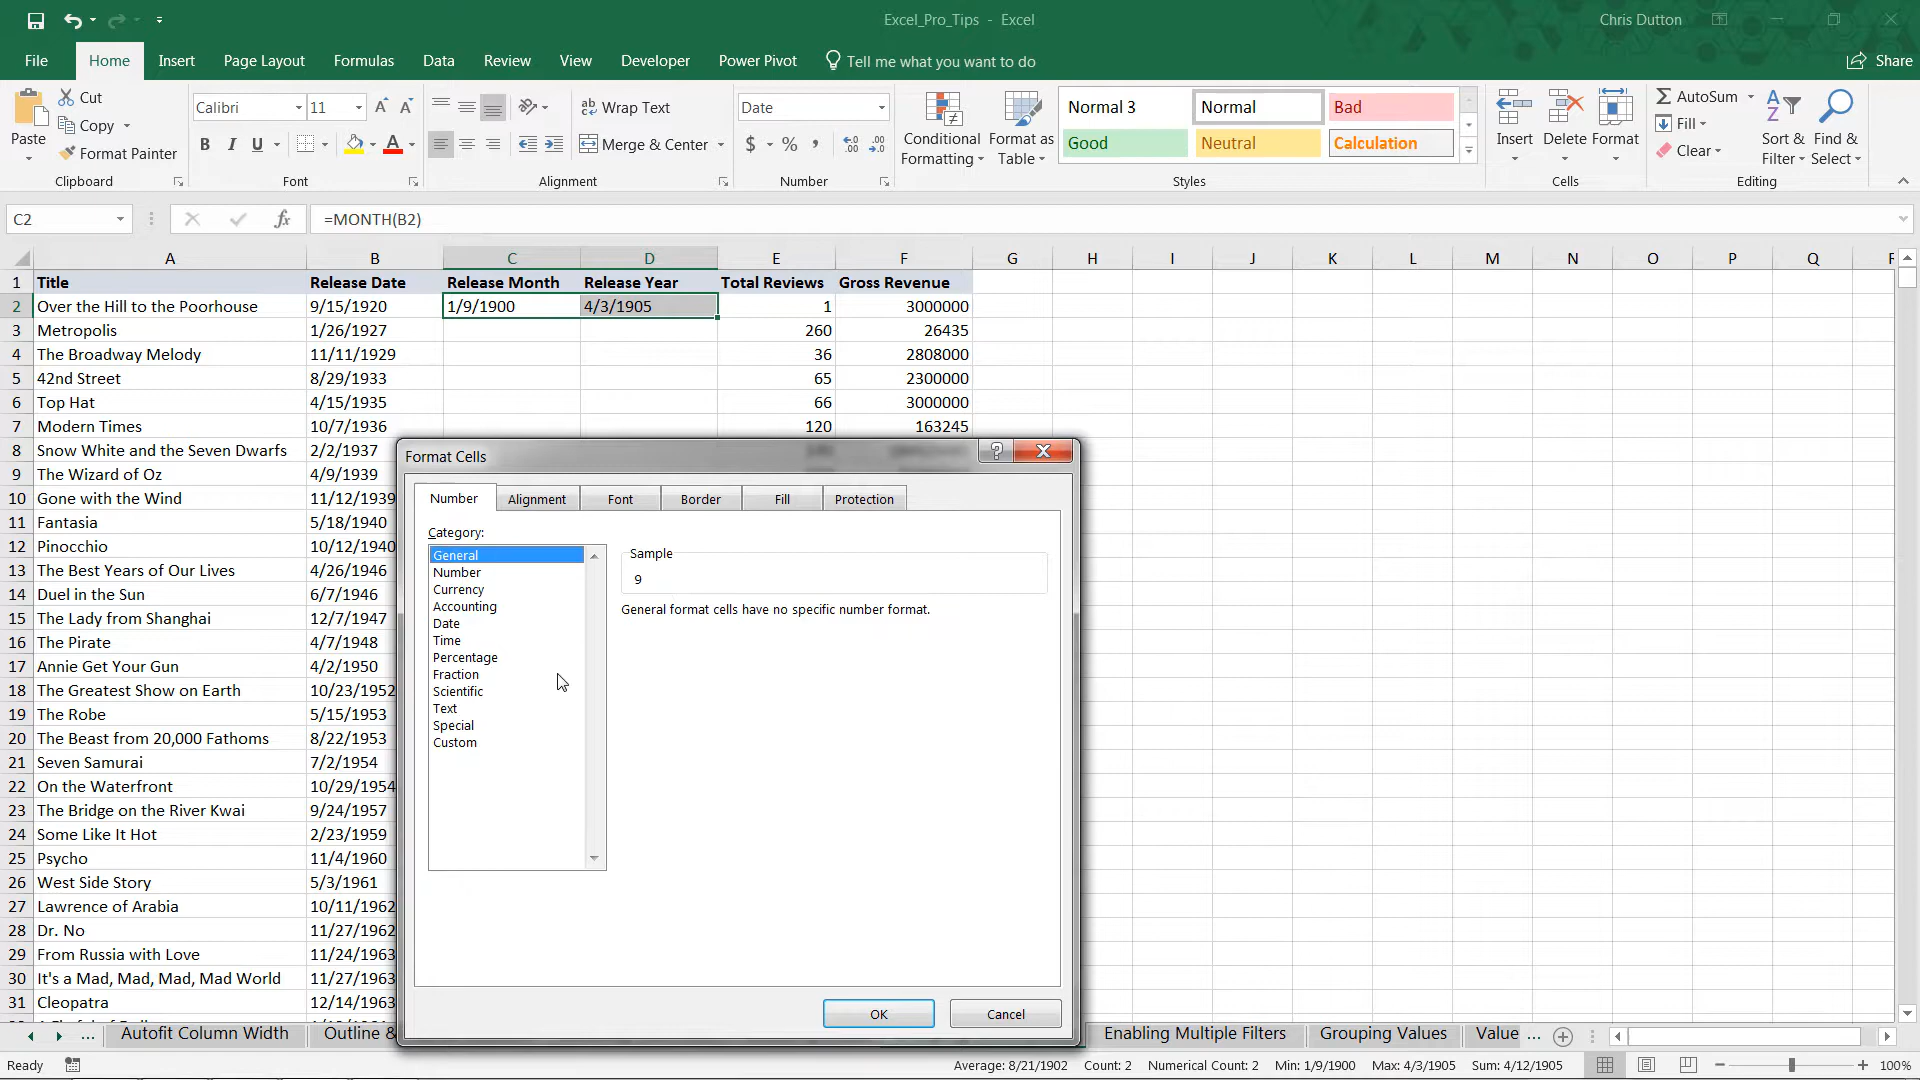 Excel_Pro_Tips - Excel
Chris Dutton
File Home Insert Page Layout Formulas Data Review View Developer Power Pivot Tell me what you want to do Share
Paste
Cut
Copy
Format Painter
Clipboard
Calibri 11
B I U A
Font
Wrap Text
Merge & Center
Alignment
Date
$ % ,
Number
Conditional Formatting
Format as Table
Normal 3 Normal Bad
Good Neutral Calculation
Styles
Insert Delete Format
Cells
AutoSum
Fill
Clear
Sort & Filter
Find & Select
Editing
C2 fx =MONTH(B2)
A B C D E F G H I J K L M N O P Q
1 Title Release Date Release Month Release Year Total Reviews Gross Revenue
2 Over the Hill to the Poorhouse 9/15/1920 1/9/1900 4/3/1905 1 3000000
3 Metropolis 1/26/1927 260 26435
4 The Broadway Melody 11/11/1929 36 2808000
5 42nd Street 8/29/1933 65 2300000
6 Top Hat 4/15/1935 66 3000000
7 Modern Times 10/7/1936 120 163245
8 Snow White and the Seven Dwarfs 2/2/1937
9 The Wizard of Oz 4/9/1939
10 Gone with the Wind 11/12/1939
11 Fantasia 5/18/1940
12 Pinocchio 10/12/1940
13 The Best Years of Our Lives 4/26/1946
14 Duel in the Sun 6/7/1946
15 The Lady from Shanghai 12/7/1947
16 The Pirate 4/7/1948
17 Annie Get Your Gun 4/2/1950
18 The Greatest Show on Earth 10/23/1952
19 The Robe 5/15/1953
20 The Beast from 20,000 Fathoms 8/22/1953
21 Seven Samurai 7/2/1954
22 On the Waterfront 10/29/1954
23 The Bridge on the River Kwai 9/24/1957
24 Some Like It Hot 2/23/1959
25 Psycho 11/4/1960
26 West Side Story 5/3/1961
27 Lawrence of Arabia 10/11/1962
28 Dr. No 11/27/1962
29 From Russia with Love 11/24/1963
30 It's a Mad, Mad, Mad, Mad World 11/27/1963
31 Cleopatra 12/14/1963
Format Cells
Number Alignment Font Border Fill Protection
Category:
General
Number
Currency
Accounting
Date
Time
Percentage
Fraction
Scientific
Text
Special
Custom
Sample
9
General format cells have no specific number format.
OK Cancel
... Autofit Column Width Outline & Enabling Multiple Filters Grouping Values Value ...
Ready Average: 8/21/1902 Count: 2 Numerical Count: 2 Min: 1/9/1900 Max: 4/3/1905 Sum: 4/12/1905 100%